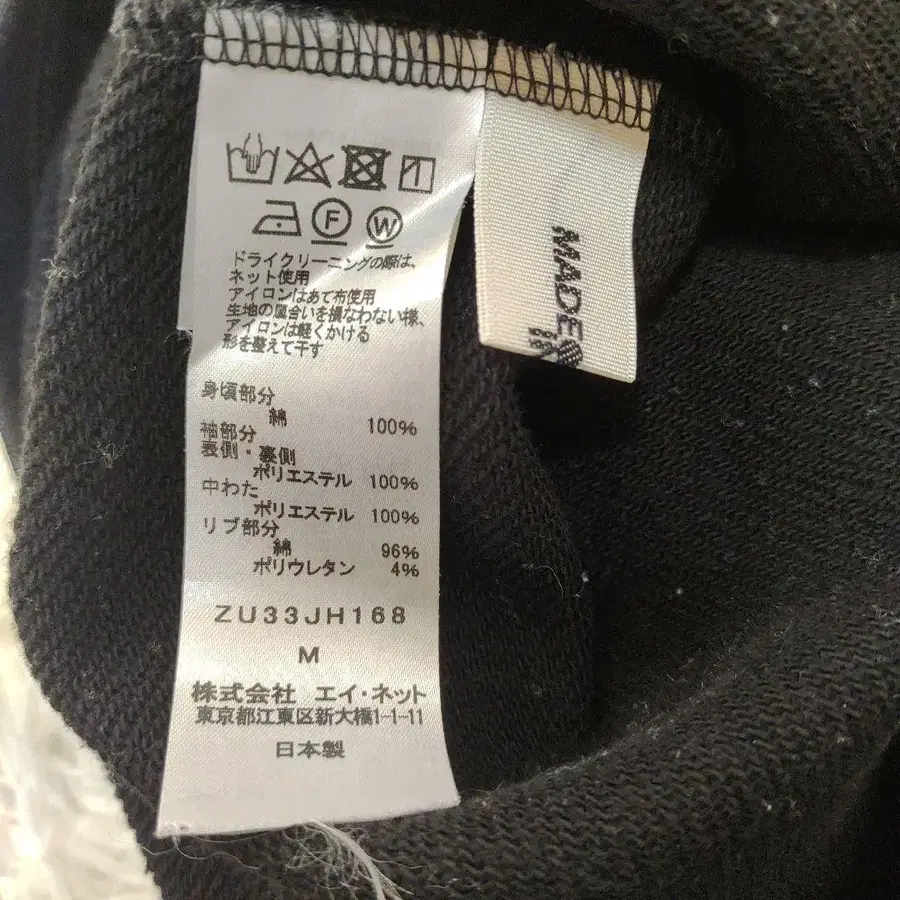 F W
ドライクリーニングの際は、
ネット使用
アイロンはあて布使用
生地の風合いを損なわない様、
アイロンは軽くかける
形を整えて干す
身頃部分
綿 100%
袖部分
表側・裏側
ポリエステル 100%
中わた
ポリエステル 100%
リブ部分
綿 96%
ポリウレタン 4%
ZU33JH168
M
株式会社 エイ・ネット
東京都江東区新大橋1-1-11
日本製
MADE
IN